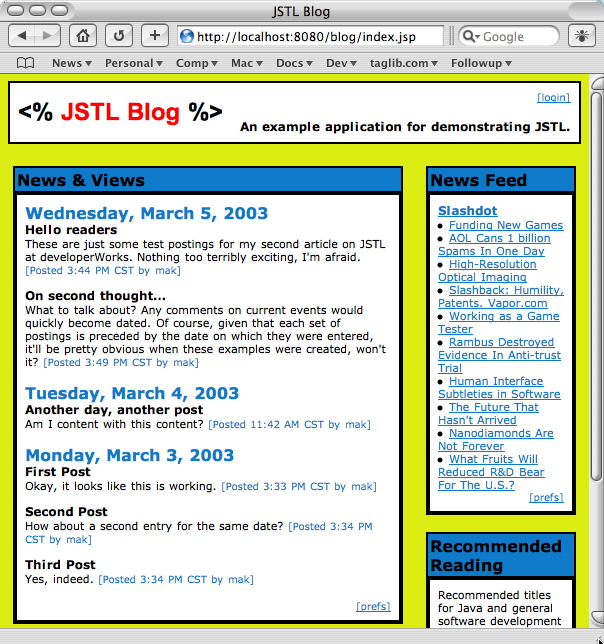 JSTL Blog
http://localhost:8080/blog/index.jsp
Google
News Personal Comp Mac Docs Dev taglib.com Followup
[login]
<% JSTL Blog %>
An example application for demonstrating JSTL.
News & Views
Wednesday, March 5, 2003
Hello readers
These are just some test postings for my second article on JSTL
at developerWorks. Nothing too terribly exciting, I'm afraid.
[Posted 3:44 PM CST by mak]
On second thought...
What to talk about? Any comments on current events would
quickly become dated. Of course, given that each set of
postings is preceded by the date on which they were entered,
it'll be pretty obvious when these examples were created, won't
it? [Posted 3:49 PM CST by mak]
Tuesday, March 4, 2003
Another day, another post
Am I content with this content? [Posted 11:42 AM CST by mak]
Monday, March 3, 2003
First Post
Okay, it looks like this is working. [Posted 3:33 PM CST by mak]
Second Post
How about a second entry for the same date? [Posted 3:34 PM
CST by mak]
Third Post
Yes, indeed. [Posted 3:34 PM CST by mak]
[prefs]
News Feed
Slashdot
• Funding New Games
• AOL Cans 1 billion
Spams In One Day
• High-Resolution
Optical Imaging
• Slashback: Humility,
Patents. Vapor.com
• Working as a Game
Tester
• Rambus Destroyed
Evidence In Anti-trust
Trial
• Human Interface
Subtleties in Software
• The Future That
Hasn't Arrived
• Nanodiamonds Are
Not Forever
• What Fruits Will
Reduced R&D Bear
For The U.S.?
[prefs]
Recommended
Reading
Recommended titles
for Java and general
software development